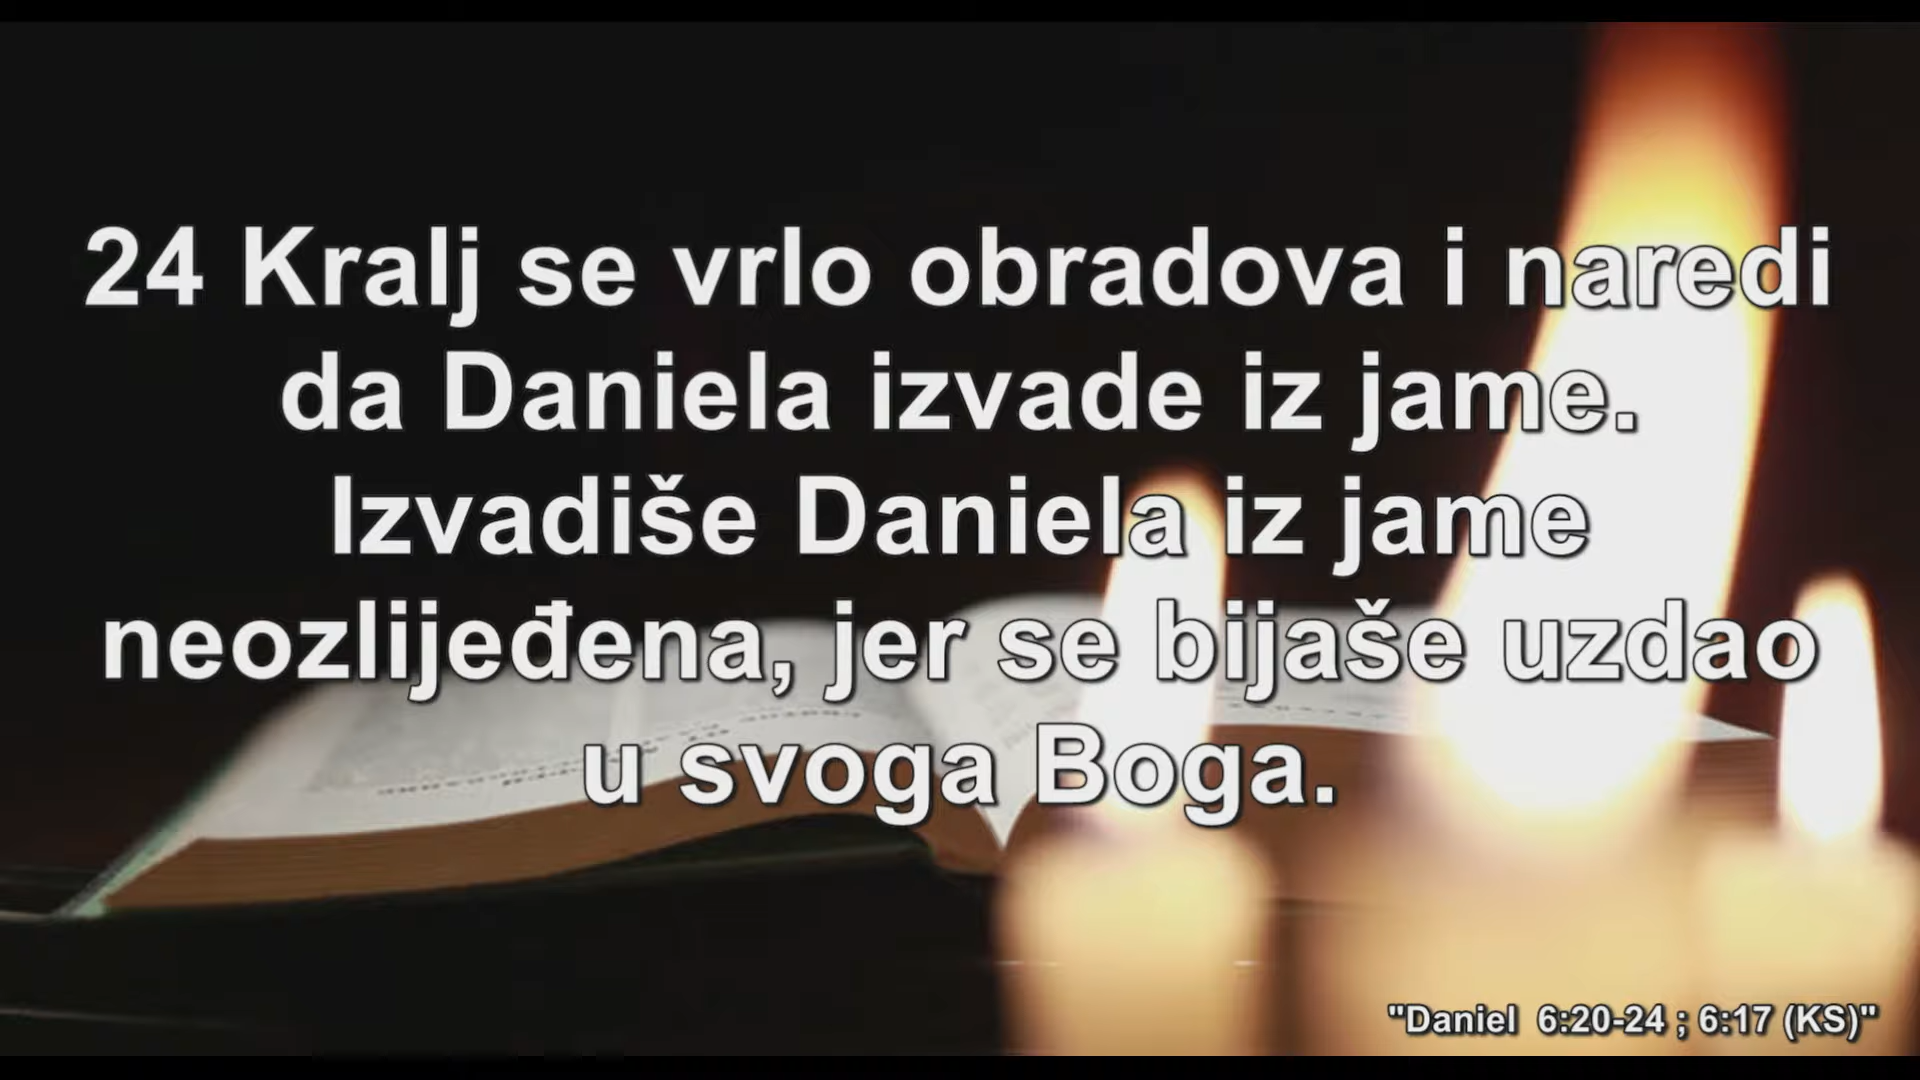 24 Kralj se vrlo obradova i naredi
da Daniela izvade iz jame.
Izvadiše Daniela iz jame
neozlijeđena, jer se bijaše uzdao
u svoga Boga.
"Daniel  6:20-24 ; 6:17 (KS)"